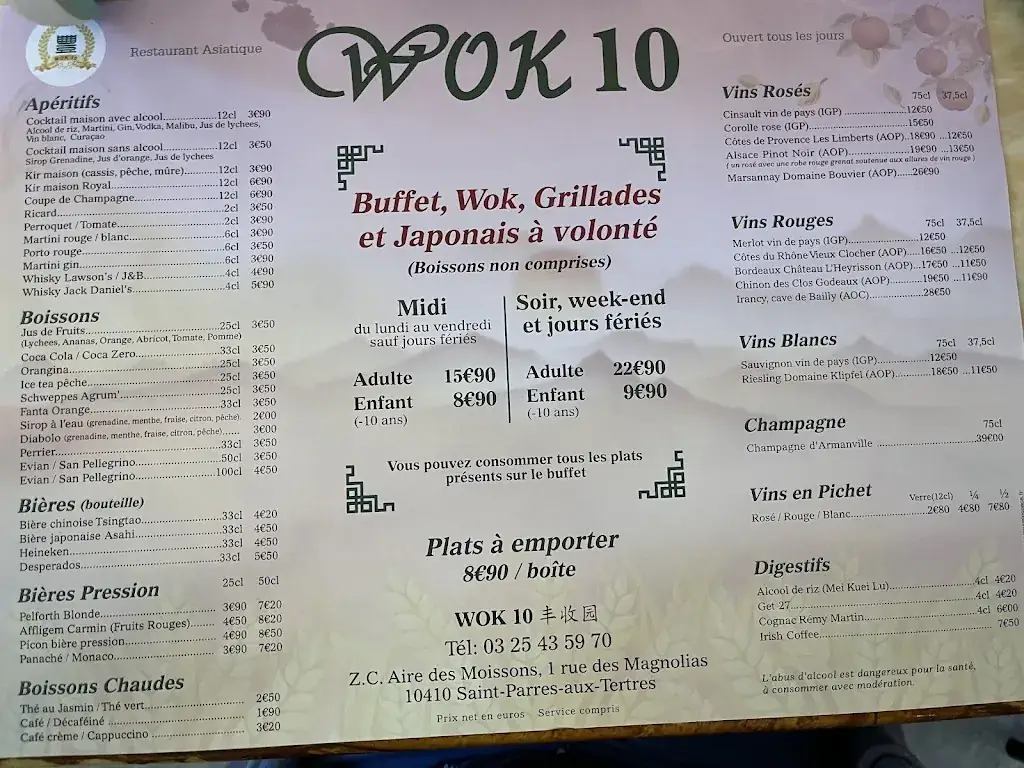 Restaurant Asiatique
WOK 10
Ouvert tous les jours
Apéritifs
Cocktail maison avec alcool....................12cl 3€90
Alcool de riz, Martini, Gin, Vodka, Malibu, Jus de lychees,
Vin blanc, Curaçao
Cocktail maison sans alcool....................12cl 3€50
Sirop Grenadine, Jus d'orange, Jus de lychees
Kir maison (cassis, pêche, mûre)....................12cl 3€90
Kir maison Royal....................12cl 6€90
Coupe de Champagne....................12cl 6€90
Ricard....................2cl 3€50
Perroquet / Tomate....................2cl 3€90
Martini rouge / blanc....................6cl 3€90
Porto rouge....................6cl 3€50
Martini gin....................6cl 3€90
Whisky Lawson's / J&B....................4cl 4€90
Whisky Jack Daniel's....................4cl 5€90
Boissons
Jus de Fruits....................25cl 3€50
(Lychees, Ananas, Orange, Abricot, Tomate, Pomme)
Coca Cola / Coca Zero....................33cl 3€50
Orangina....................25cl 3€50
Ice tea pêche....................25cl 3€50
Schweppes Agrum'....................25cl 3€50
Fanta Orange....................33cl 3€50
Sirop à l'eau (grenadine, menthe, fraise, citron, pêche). 2€00
Diabolo (grenadine, menthe, fraise, citron, pêche)...... 3€00
Perrier....................33cl 3€50
Evian / San Pellegrino....................50cl 3€50
Evian / San Pellegrino....................100cl 4€50
Bières (bouteille)
Bière chinoise Tsingtao....................33cl 4€20
Bière japonaise Asahi....................33cl 4€50
Heineken....................33cl 4€50
Desperados....................33cl 5€50
Bières Pression 25cl 50cl
Pelforth Blonde.................... 3€90 7€20
Affligem Carmin (Fruits Rouges)....... 4€50 8€20
Picon bière pression.................... 4€90 8€50
Panaché / Monaco.................... 3€90 7€20
Boissons Chaudes
Thé au Jasmin / Thé vert.................... 2€50
Café / Décaféiné .................... 1€90
Café crème / Cappuccino .................... 3€20
Buffet, Wok, Grillades
et Japonais à volonté
(Boissons non comprises)
Midi
du lundi au vendredi
sauf jours fériés
Adulte 15€90
Enfant 8€90
(-10 ans)
Soir, week-end
et jours fériés
Adulte 22€90
Enfant 9€90
(-10 ans)
Vous pouvez consommer tous les plats
présents sur le buffet
Plats à emporter
8€90 / boîte
WOK 10 丰收园
Tél: 03 25 43 59 70
Z.C. Aire des Moissons, 1 rue des Magnolias
10410 Saint-Parres-aux-Tertres
Prix net en euros Service compris
Vins Rosés 75cl 37,5cl
Cinsault vin de pays (IGP) ....................12€50
Corolle rose (IGP)....................15€50
Côtes de Provence Les Limberts (AOP)..18€90 ...12€50
Alsace Pinot Noir (AOP)....................19€90 ...13€50
( un rosé avec une robe rouge grenat soutenue aux allures de vin rouge )
Marsannay Domaine Bouvier (AOP).....26€90
Vins Rouges 75cl 37,5cl
Merlot vin de pays (IGP)....................12€50
Côtes du Rhône Vieux Clocher (AOP)....16€50 ...12€50
Bordeaux Château L'Heyrisson (AOP)...17€50 ...11€50
Chinon des Clos Godeaux (AOP)..........19€50 ...11€90
Irancy, cave de Bailly (AOC)....................28€50
Vins Blancs 75cl 37,5cl
Sauvignon vin de pays (IGP)....................12€50
Riesling Domaine Klipfel (AOP)...........18€50 ...11€50
Champagne 75cl
Champagne d'Armanville ....................39€00
Vins en Pichet Verre(12cl) ¼ ½
Rosé / Rouge / Blanc....................2€80 4€80 7€80
Digestifs
Alcool de riz (Mei Kuei Lu)....................4cl 4€20
Get 27....................4cl 4€20
Cognac Rémy Martin....................4cl 6€00
Irish Coffee.................... 7€50
L'abus d'alcool est dangereux pour la santé,
à consommer avec modération.